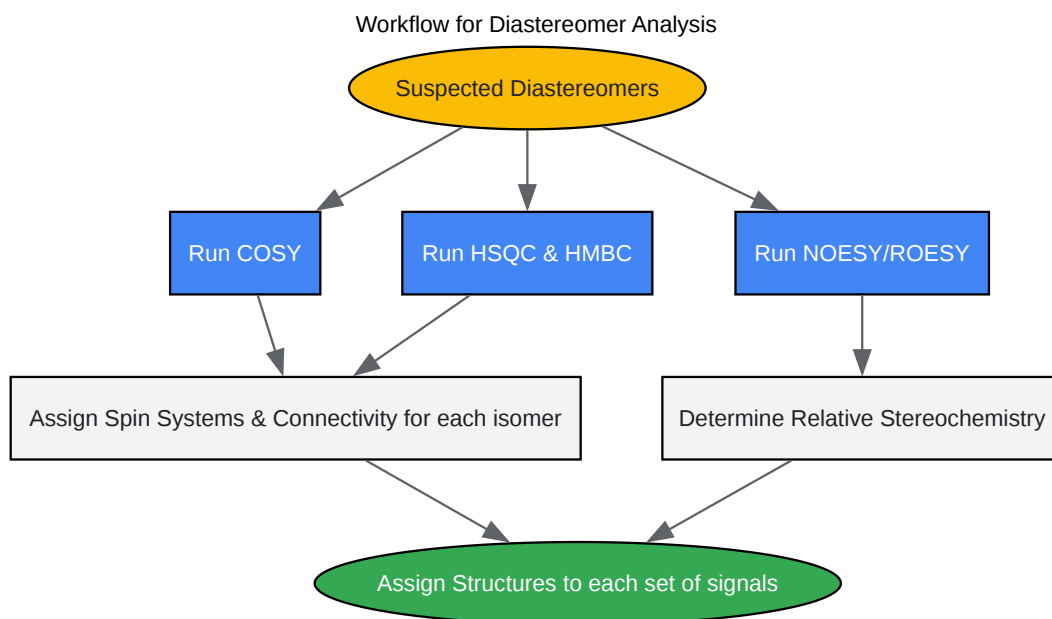 Workflow for Diastereomer Analysis
Suspected Diastereomers
Run COSY
Run HSQC & HMBC
Run NOESY/ROESY
Assign Spin Systems & Connectivity for each isomer
Determine Relative Stereochemistry
Assign Structures to each set of signals